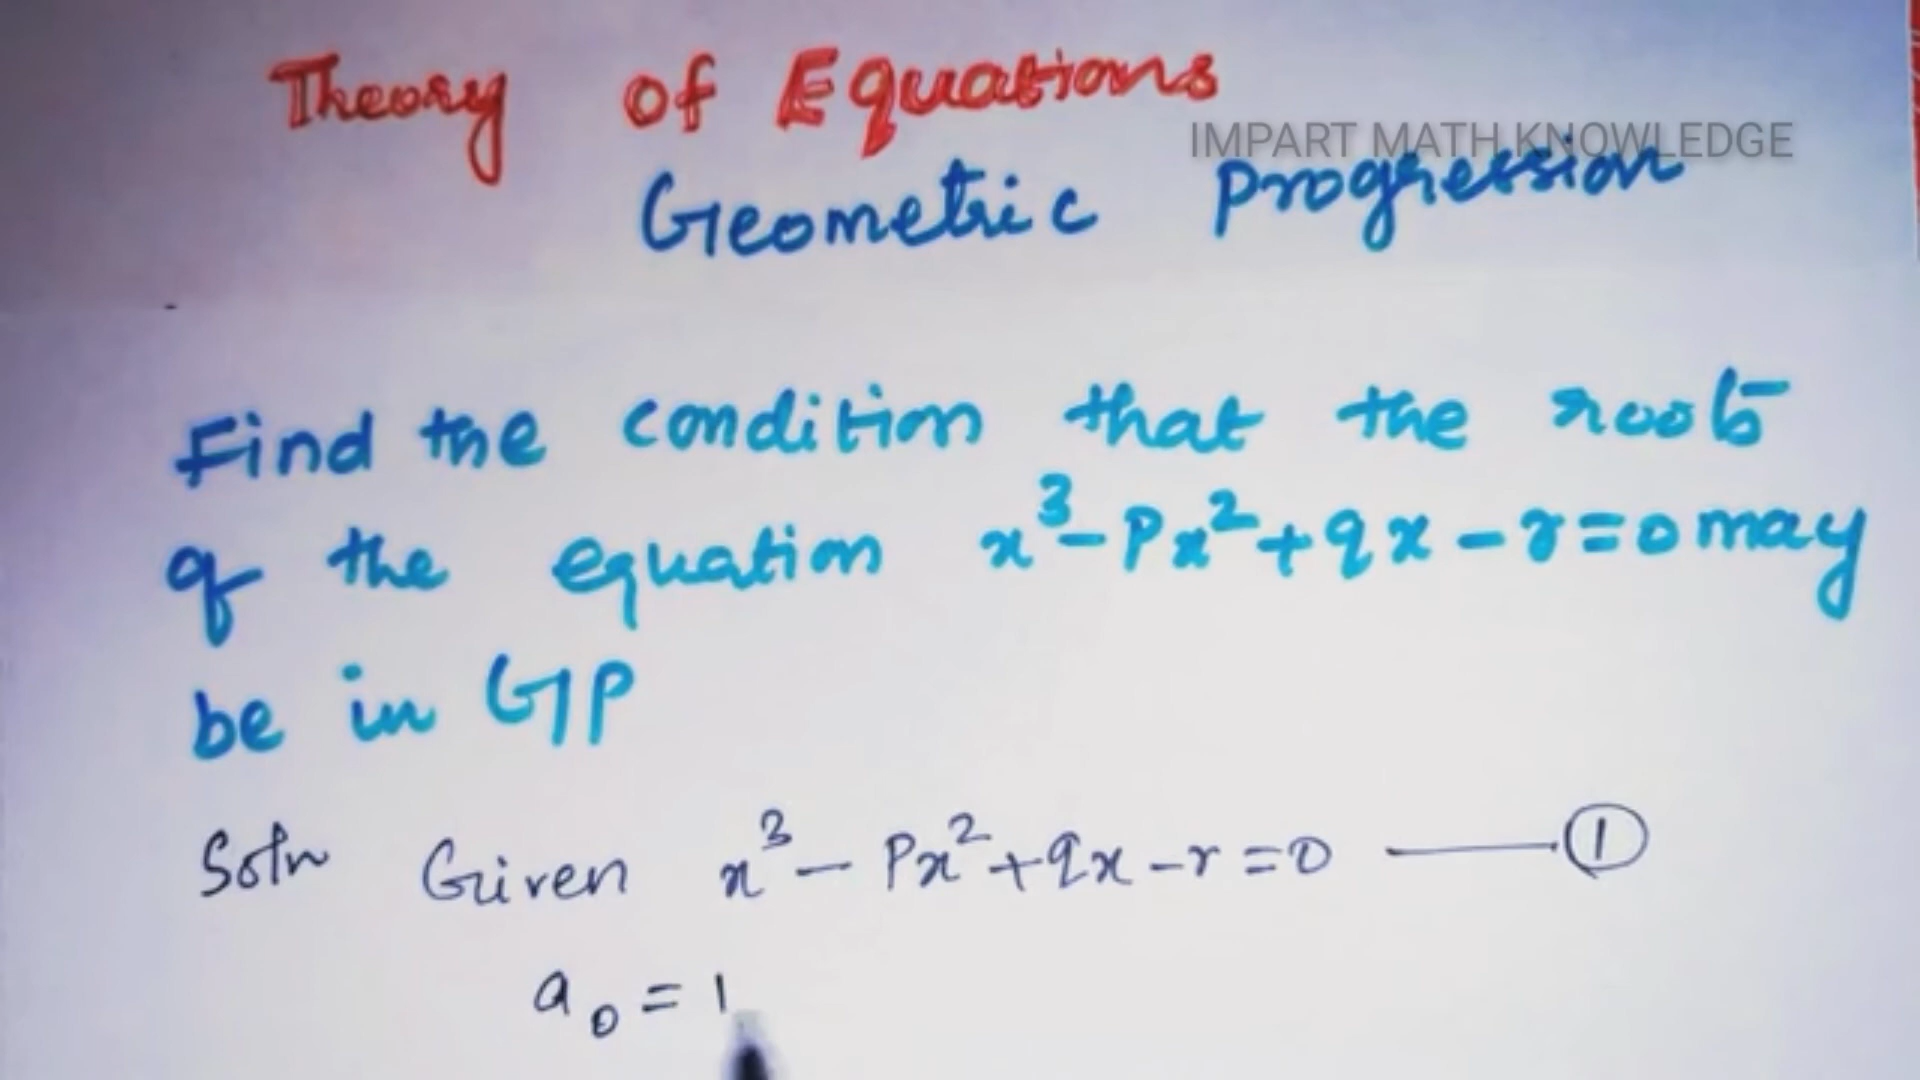 Theory of Equations
IMPART MATH KNOWLEDGE
Geometric Progression
Find the condition that the roots
of the equation x³ - Px² + qx - r = 0 may
be in GP
Soln Given x³ - Px² + qx - r = 0 —— ①
a₀ = 1